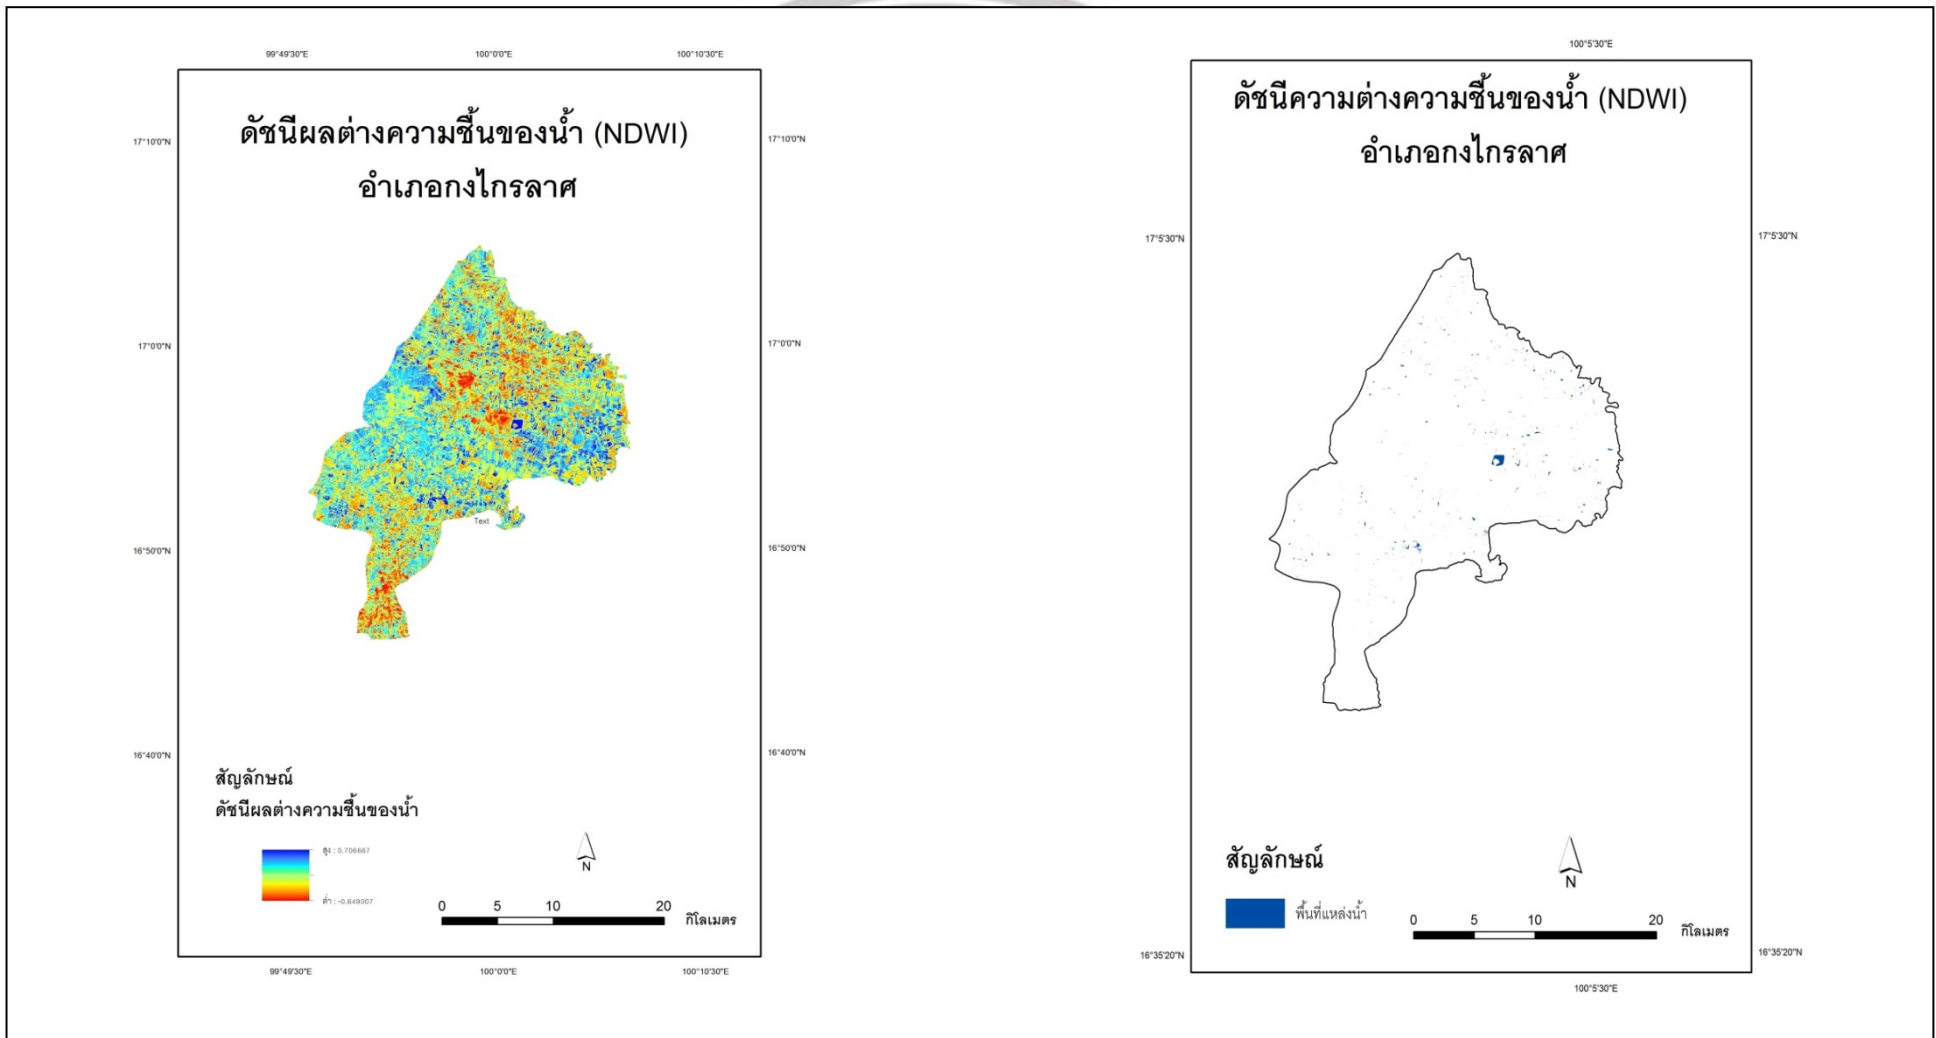 99°49'30"E 100°0'0"E 100°10'30"E
ดัชนีผลต่างความชื้นของน้ำ (NDWI)
อำเภอกงไกรลาศ
17°10'0"N 17°10'0"N
17°0'0"N 17°0'0"N
Text
16°50'0"N 16°50'0"N
16°40'0"N 16°40'0"N
สัญลักษณ์
ดัชนีผลต่างความชื้นของน้ำ
สูง : 0.706667
ต่ำ : -0.649007
N
0 5 10 20
กิโลเมตร
99°49'30"E 100°0'0"E 100°10'30"E
100°5'30"E
ดัชนีความต่างความชื้นของน้ำ (NDWI)
อำเภอกงไกรลาศ
17°5'30"N 17°5'30"N
สัญลักษณ์
พื้นที่แหล่งน้ำ
N
0 5 10 20
กิโลเมตร
16°35'20"N 16°35'20"N
100°5'30"E